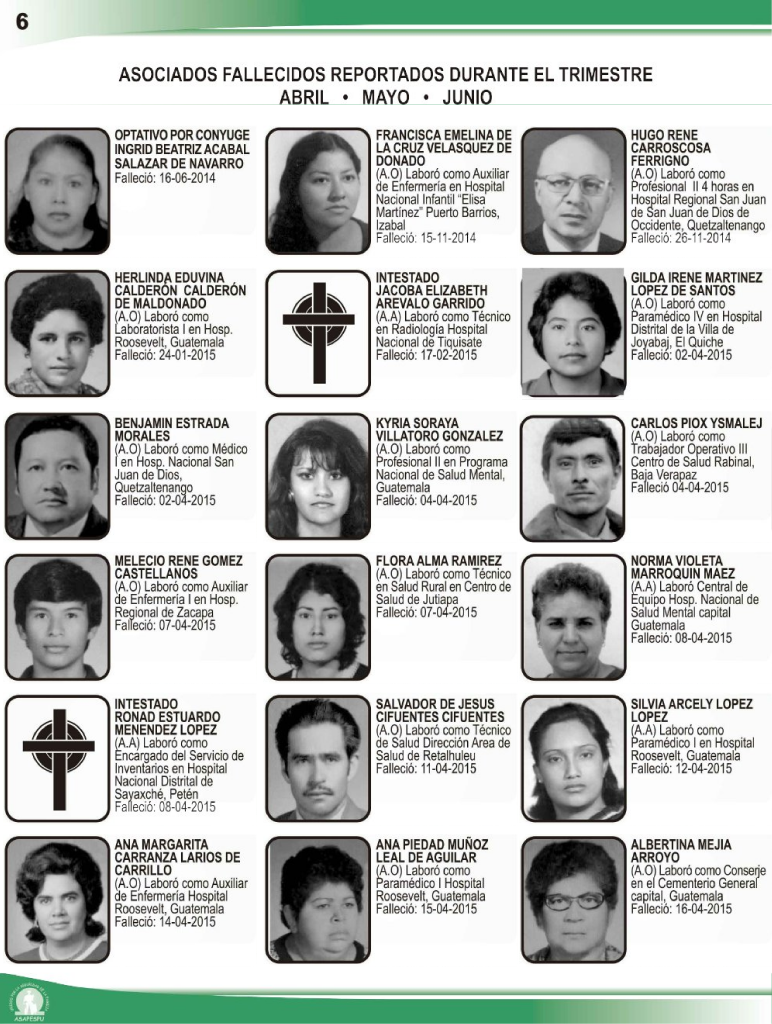 6
ASOCIADOS FALLECIDOS REPORTADOS DURANTE EL TRIMESTRE
ABRIL • MAYO • JUNIO
OPTATIVO POR CONYUGE
INGRID BEATRIZ ACABAL
SALAZAR DE NAVARRO
Falleció: 16-06-2014
FRANCISCA EMELINA DE
LA CRUZ VELASQUEZ DE
DONADO
(A.O) Laboró como Auxiliar
de Enfermería en Hospital
Nacional Infantil “Elisa
Martínez” Puerto Barrios,
Izabal
Falleció: 15-11-2014
HUGO RENE
CARROSCOSA
FERRIGNO
(A.O) Laboró como
Profesional II 4 horas en
Hospital Regional San Juan
de San Juan de Dios de
Occidente, Quetzaltenango
Falleció: 26-11-2014
HERLINDA EDUVINA
CALDERÓN CALDERÓN
DE MALDONADO
(A.O) Laboró como
Laboratorista I en Hosp.
Roosevelt, Guatemala
Falleció: 24-01-2015
INTESTADO
JACOBA ELIZABETH
AREVALO GARRIDO
(A.A) Laboró como Técnico
en Radiología Hospital
Nacional de Tiquisate
Falleció: 17-02-2015
GILDA IRENE MARTINEZ
LOPEZ DE SANTOS
(A.O) Laboró como
Paramédico IV en Hospital
Distrital de la Villa de
Joyabaj, El Quiche
Falleció: 02-04-2015
BENJAMIN ESTRADA
MORALES
(A.O) Laboró como Médico
I en Hosp. Nacional San
Juan de Dios,
Quetzaltenango
Falleció: 02-04-2015
KYRIA SORAYA
VILLATORO GONZALEZ
(A.O) Laboró como
Profesional II en Programa
Nacional de Salud Mental,
Guatemala
Falleció: 04-04-2015
CARLOS PIOX YSMALEJ
(A.O) Laboró como
Trabajador Operativo III
Centro de Salud Rabinal,
Baja Verapaz
Falleció 04-04-2015
MELECIO RENE GOMEZ
CASTELLANOS
(A.O) Laboró como Auxiliar
de Enfermería I en Hosp.
Regional de Zacapa
Falleció: 07-04-2015
FLORA ALMA RAMIREZ
(A.O) Laboró como Técnico
en Salud Rural en Centro de
Salud de Jutiapa
Falleció: 07-04-2015
NORMA VIOLETA
MARROQUIN MAEZ
(A.A) Laboró Central de
Equipo Hosp. Nacional de
Salud Mental capital
Guatemala
Falleció: 08-04-2015
INTESTADO
RONAD ESTUARDO
MENENDEZ LOPEZ
(A.A) Laboró como
Encargado del Servicio de
Inventarios en Hospital
Nacional Distrital de
Sayaxché, Petén
Falleció: 08-04-2015
SALVADOR DE JESUS
CIFUENTES CIFUENTES
(A.O) Laboró como Técnico
de Salud Dirección Area de
Salud de Retalhuleu
Falleció: 11-04-2015
SILVIA ARCELY LOPEZ
LOPEZ
(A.A) Laboró como
Paramédico I en Hospital
Roosevelt, Guatemala
Falleció: 12-04-2015
ANA MARGARITA
CARRANZA LARIOS DE
CARRILLO
(A.O) Laboró como Auxiliar
de Enfermería Hospital
Roosevelt, Guatemala
Falleció: 14-04-2015
ANA PIEDAD MUÑOZ
LEAL DE AGUILAR
(A.O) Laboró como
Paramédico I Hospital
Roosevelt, Guatemala
Falleció: 15-04-2015
ALBERTINA MEJIA
ARROYO
(A.O) Laboró como Conserje
en el Cementerio General
capital, Guatemala
Falleció: 16-04-2015